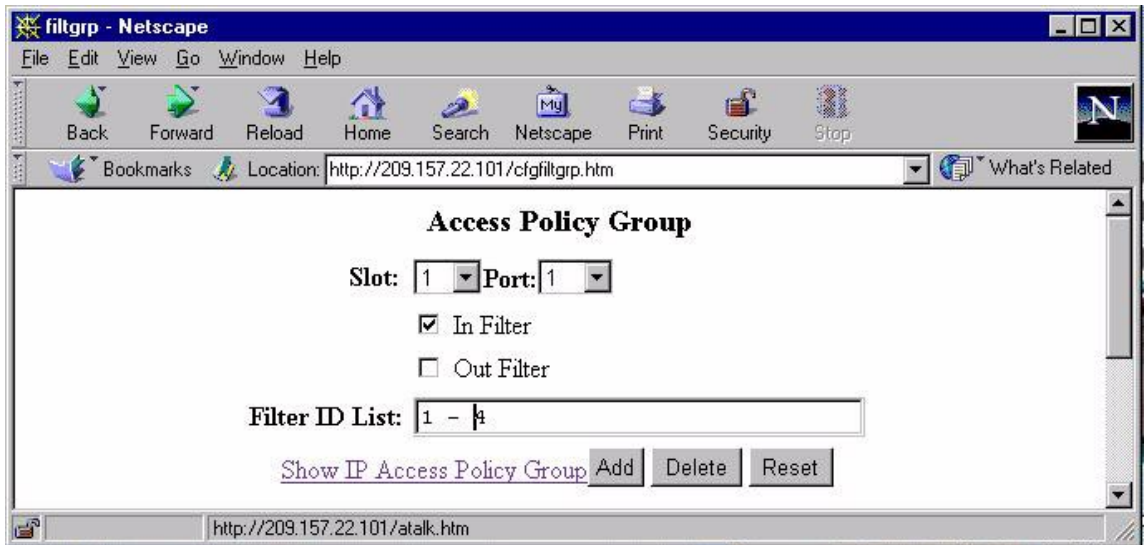 filtgrp - Netscape
File Edit View Go Window Help
My N
Back Forward Reload Home Search Netscape Print Security Stop
Bookmarks Location: http://209.157.22.101/cfgfiltgrp.htm What's Related
Access Policy Group
Slot: 1 Port: 1
In Filter
Out Filter
Filter ID List: 1 - 4
Show IP Access Policy Group Add Delete Reset
http://209.157.22.101/atalk.htm